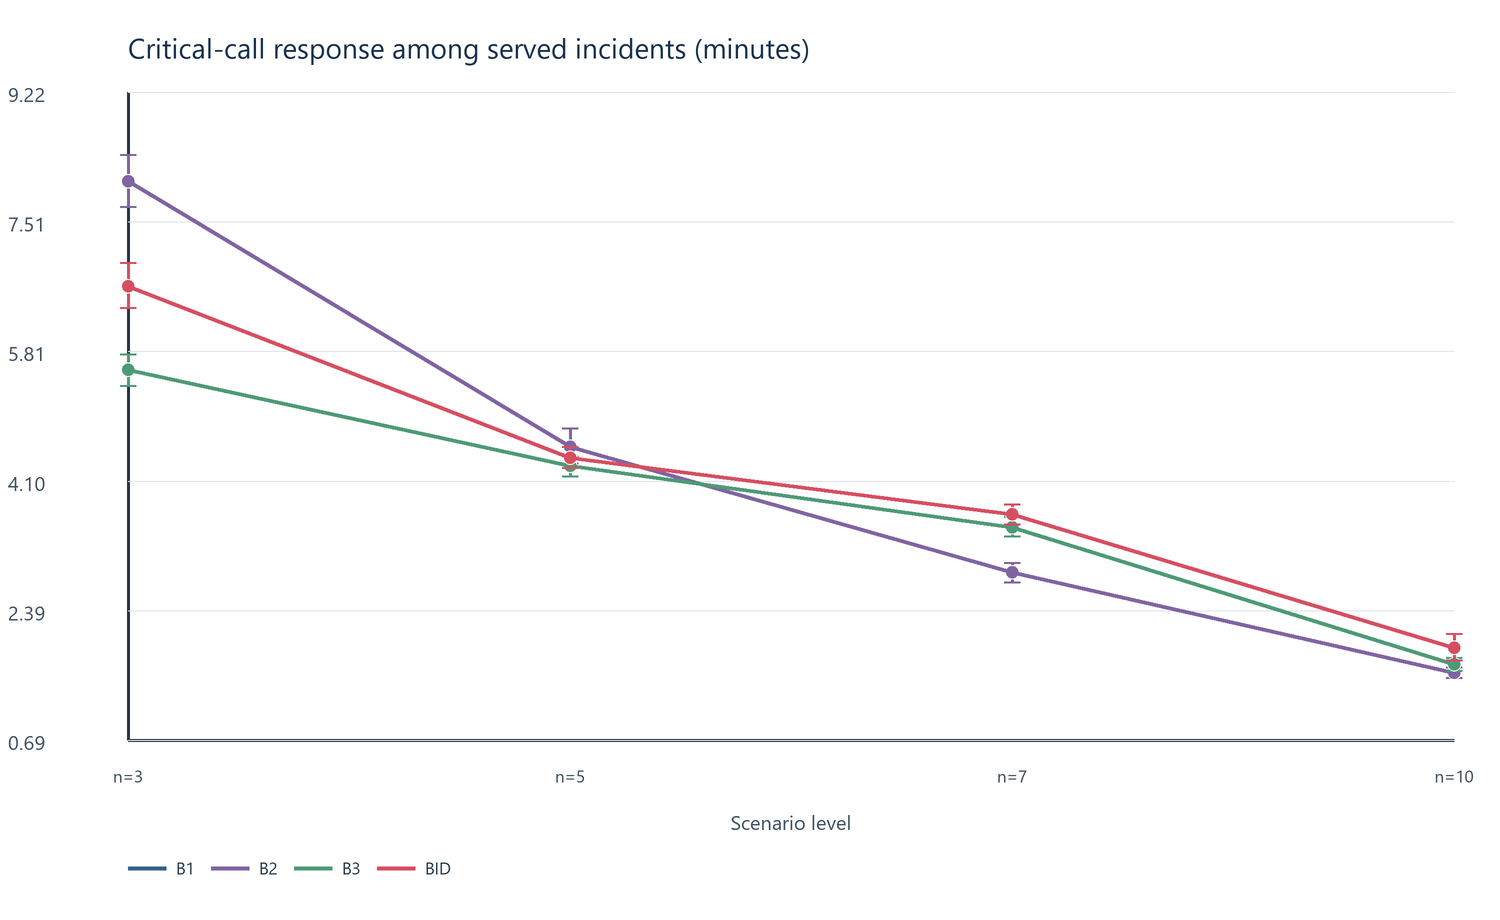 Critical-call response among served incidents (minutes)
9.22
7.51
5.81
4.10
2.39
0.69
n=3 n=5 n=7 n=10
Scenario level
B1 B2 B3 BID